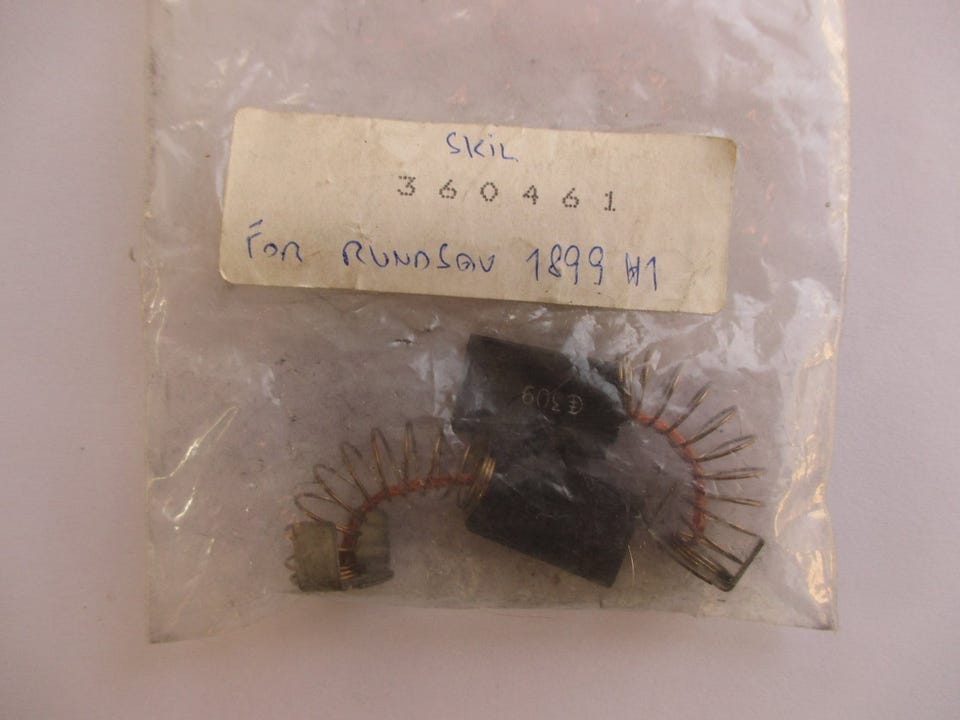 SKIL
360461
FOR RUNDSAV 1899 H1
E309